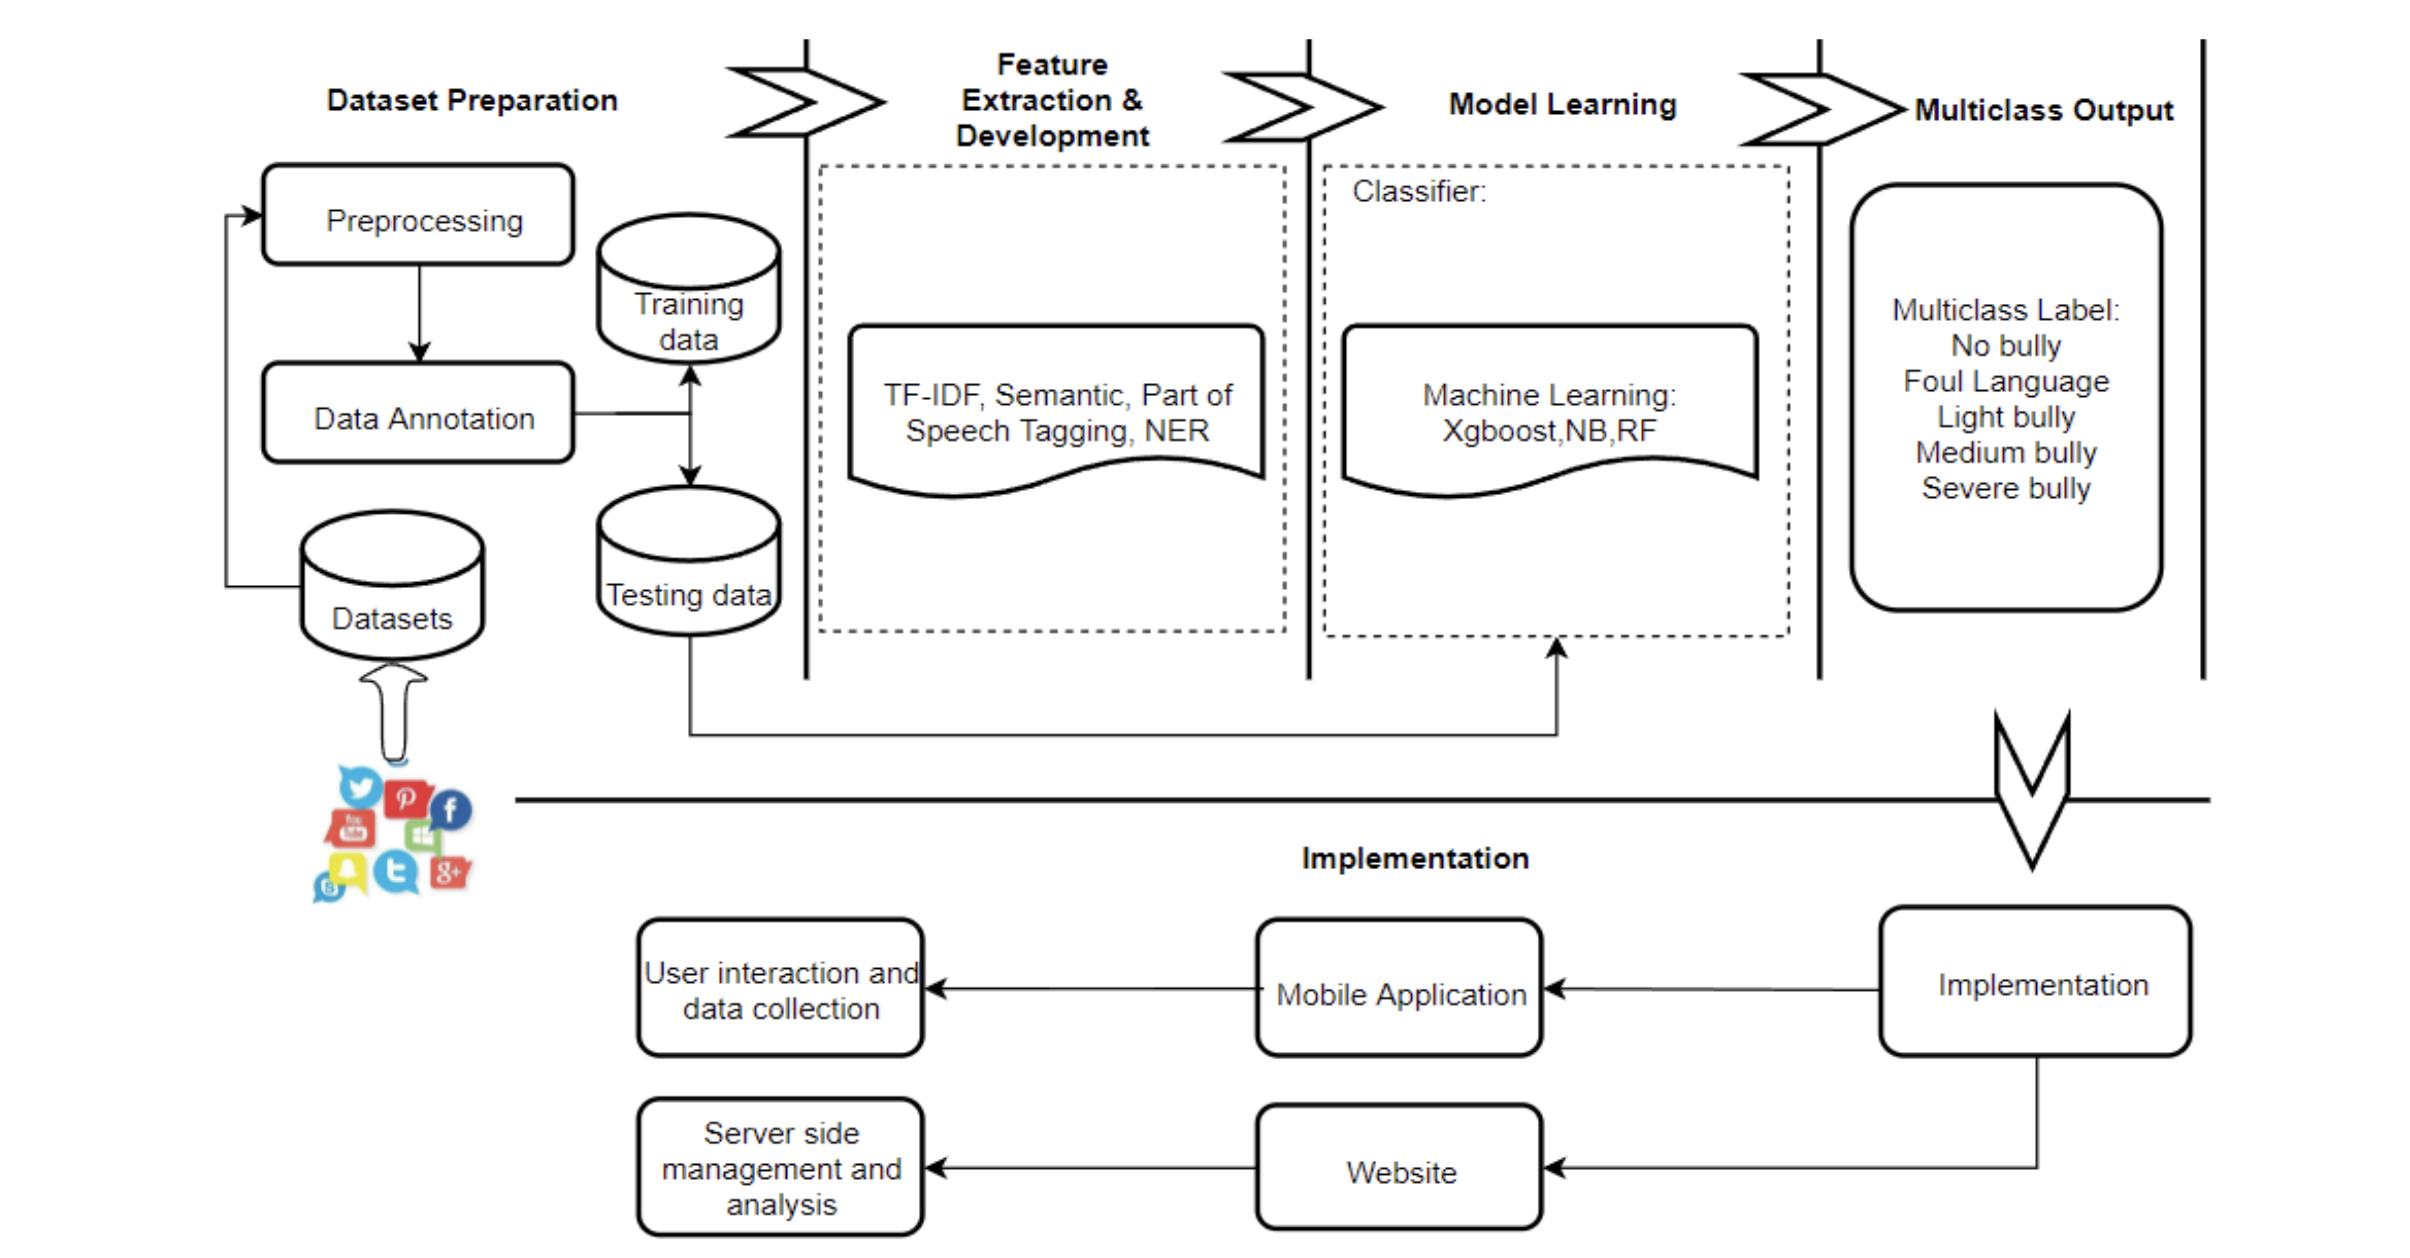 Dataset Preparation
Feature
Extraction &
Development
Model Learning
Multiclass Output
Preprocessing
Data Annotation
Datasets
Training
data
Testing data
TF-IDF, Semantic, Part of
Speech Tagging, NER
Classifier:
Machine Learning:
Xgboost,NB,RF
Multiclass Label:
No bully
Foul Language
Light bully
Medium bully
Severe bully
You
Tube
g+
Implementation
User interaction and
data collection
Mobile Application
Implementation
Server side
management and
analysis
Website